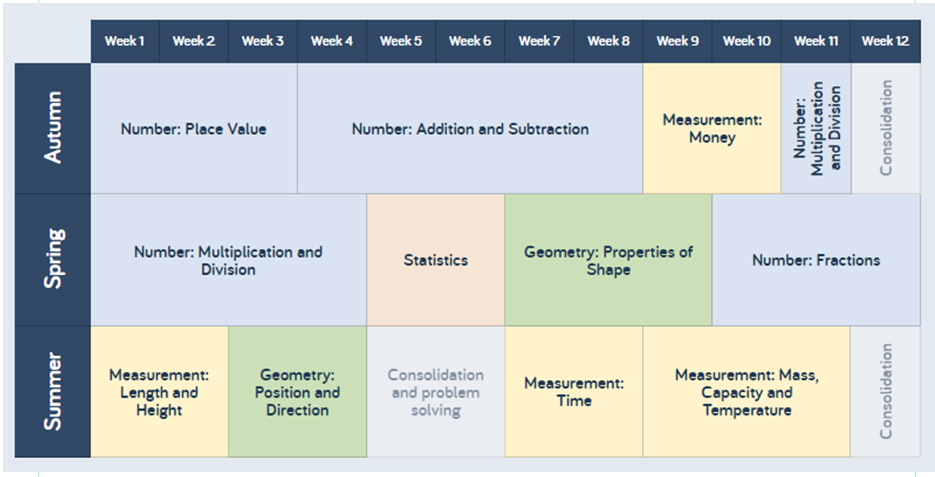 Week 1 Week 2 Week 3 Week 4 Week 5 Week 6 Week 7 Week 8 Week 9 Week 10 Week 11 Week 12
Autumn
Number: Place Value
Number: Addition and Subtraction
Measurement:
Money
Number:
Multiplication
and Division
Consolidation
Spring
Number: Multiplication and
Division
Statistics
Geometry: Properties of
Shape
Number: Fractions
Summer
Measurement:
Length and
Height
Geometry:
Position and
Direction
Consolidation
and problem
solving
Measurement:
Time
Measurement: Mass,
Capacity and
Temperature
Consolidation